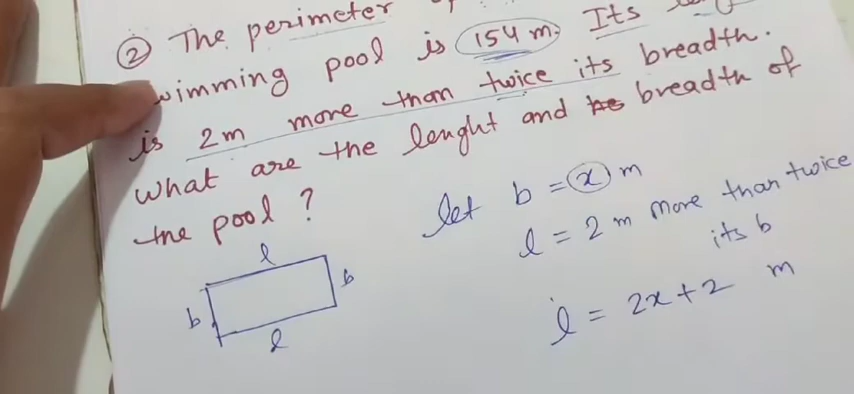 ② The perimeter
wimming pool is 154 m. Its
is 2m more than twice its breadth.
What are the lenght and breadth of
the pool ?
let b = x m
l = 2 m more than twice
its b
l = 2x + 2 m
l
b
b
l